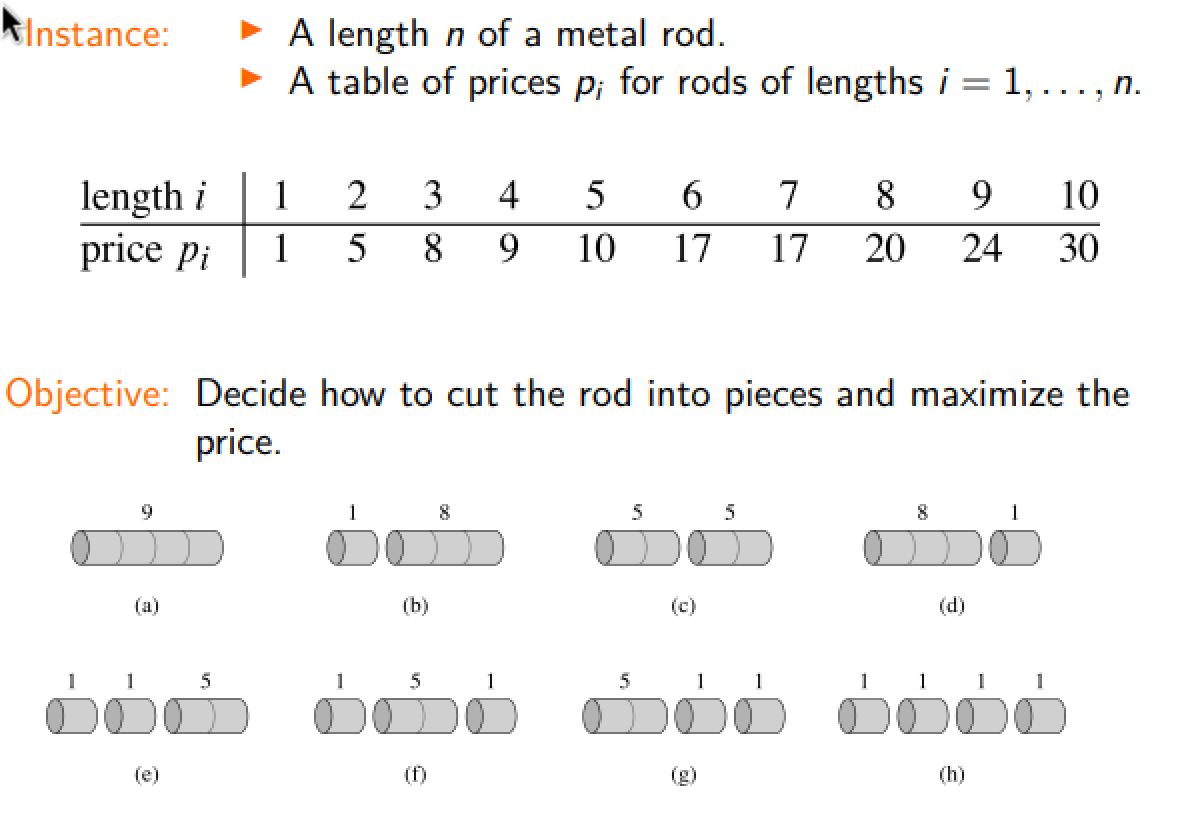 Instance: ▶ A length n of a metal rod.
▶ A table of prices pᵢ for rods of lengths i = 1, . . . , n.
length i 1 2 3 4 5 6 7 8 9 10
price pᵢ 1 5 8 9 10 17 17 20 24 30
Objective: Decide how to cut the rod into pieces and maximize the
price.
9 1 8 5 5 8 1
(a) (b) (c) (d)
1 1 5 1 5 1 5 1 1 1 1 1 1
(e) (f) (g) (h)